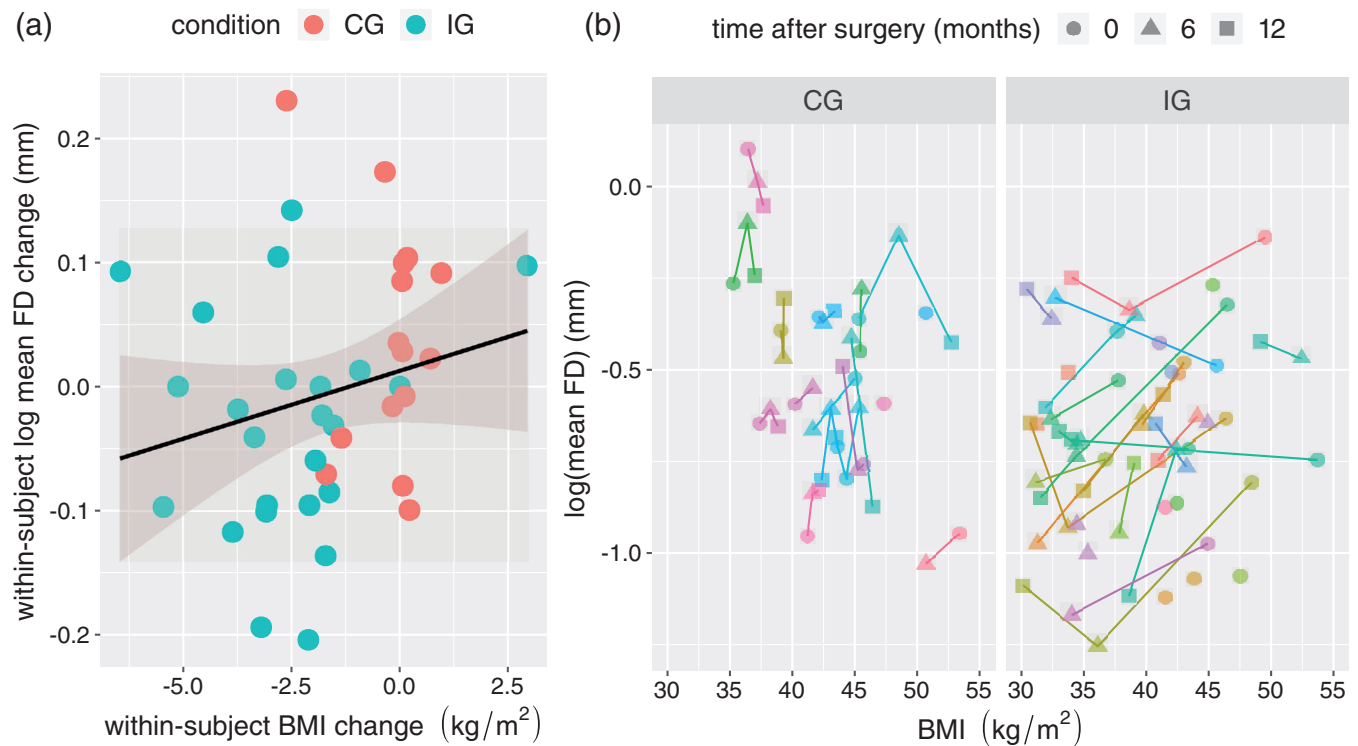 (a) condition CG IG
0.2
0.1
0.0
-0.1
-0.2
within-subject log mean FD change (mm)
-5.0 -2.5 0.0 2.5
within-subject BMI change (kg/m²)
(b) time after surgery (months) 0 6 12
CG IG
0.0
-0.5
-1.0
log(mean FD) (mm)
30 35 40 45 50 55 30 35 40 45 50 55
BMI (kg/m²)